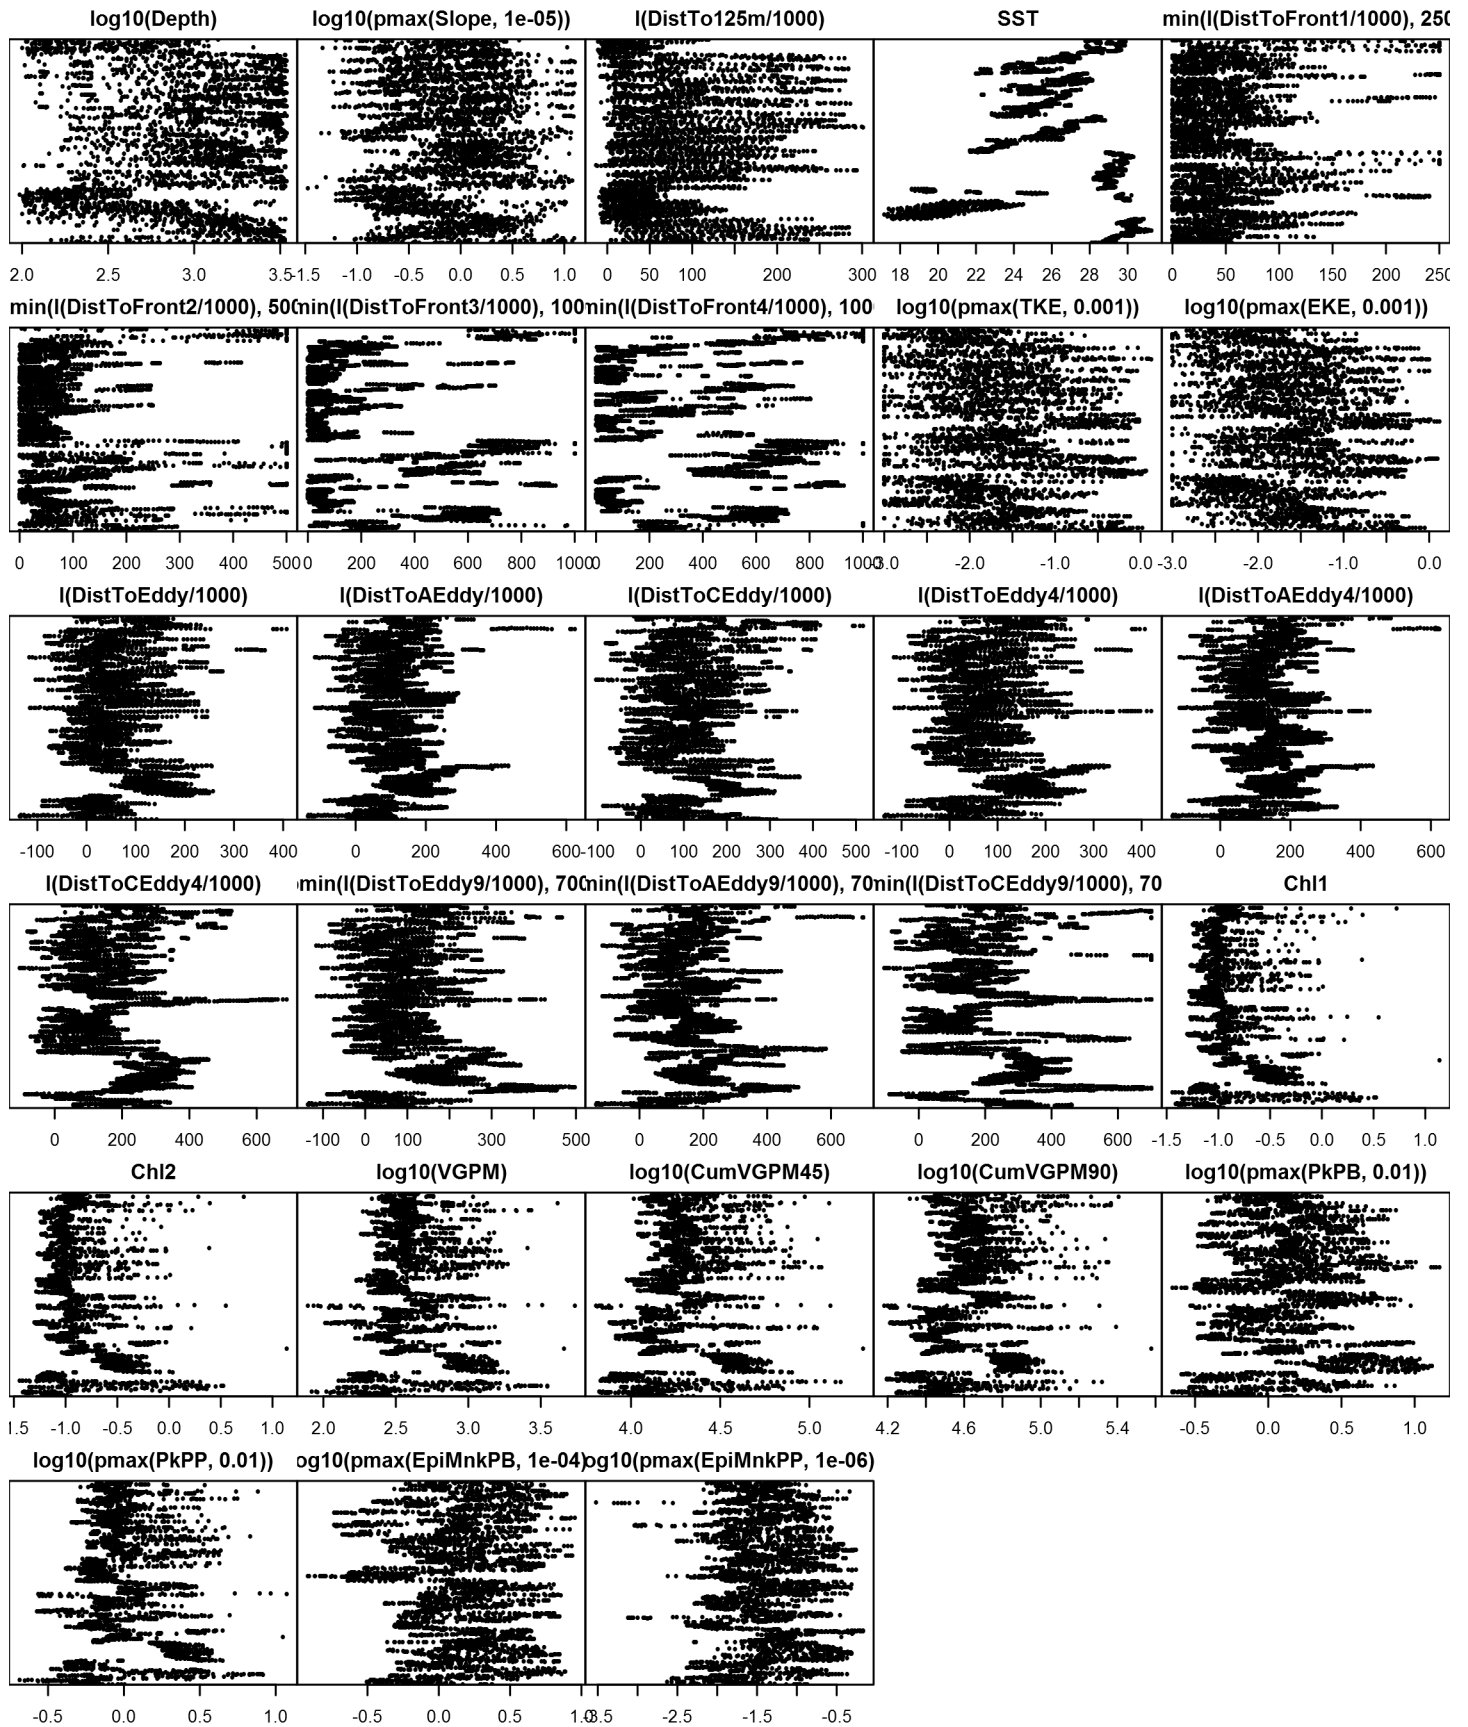 log10(Depth) log10(pmax(Slope, 1e-05)) I(DistTo125m/1000) SST min(I(DistToFront1/1000), 250
2.0 2.5 3.0 3.5 -1.5 -1.0 -0.5 0.0 0.5 1.0 0 50 100 200 300 18 20 22 24 26 28 30 0 50 100 150 200 250
min(I(DistToFront2/1000), 500 min(I(DistToFront3/1000), 100 min(I(DistToFront4/1000), 100 log10(pmax(TKE, 0.001)) log10(pmax(EKE, 0.001))
0 100 200 300 400 500 0 200 400 600 800 1000 0 200 400 600 800 1000 -3.0 -2.0 -1.0 0.0 -3.0 -2.0 -1.0 0.0
I(DistToEddy/1000) I(DistToAEddy/1000) I(DistToCEddy/1000) I(DistToEddy4/1000) I(DistToAEddy4/1000)
-100 0 100 200 300 400 0 200 400 600 -100 0 100 200 300 400 500 -100 0 100 200 300 400 0 200 400 600
I(DistToCEddy4/1000) min(I(DistToEddy9/1000), 700 min(I(DistToAEddy9/1000), 70 min(I(DistToCEddy9/1000), 70 Chl1
0 200 400 600 -100 0 100 300 500 0 200 400 600 0 200 400 600 -1.5 -1.0 -0.5 0.0 0.5 1.0
Chl2 log10(VGPM) log10(CumVGPM45) log10(CumVGPM90) log10(pmax(PkPB, 0.01))
1.5 -1.0 -0.5 0.0 0.5 1.0 2.0 2.5 3.0 3.5 4.0 4.5 5.0 4.2 4.6 5.0 5.4 -0.5 0.0 0.5 1.0
log10(pmax(PkPP, 0.01)) og10(pmax(EpiMnkPB, 1e-04) og10(pmax(EpiMnkPP, 1e-06)
-0.5 0.0 0.5 1.0 -0.5 0.0 0.5 1.0 -3.5 -2.5 -1.5 -0.5